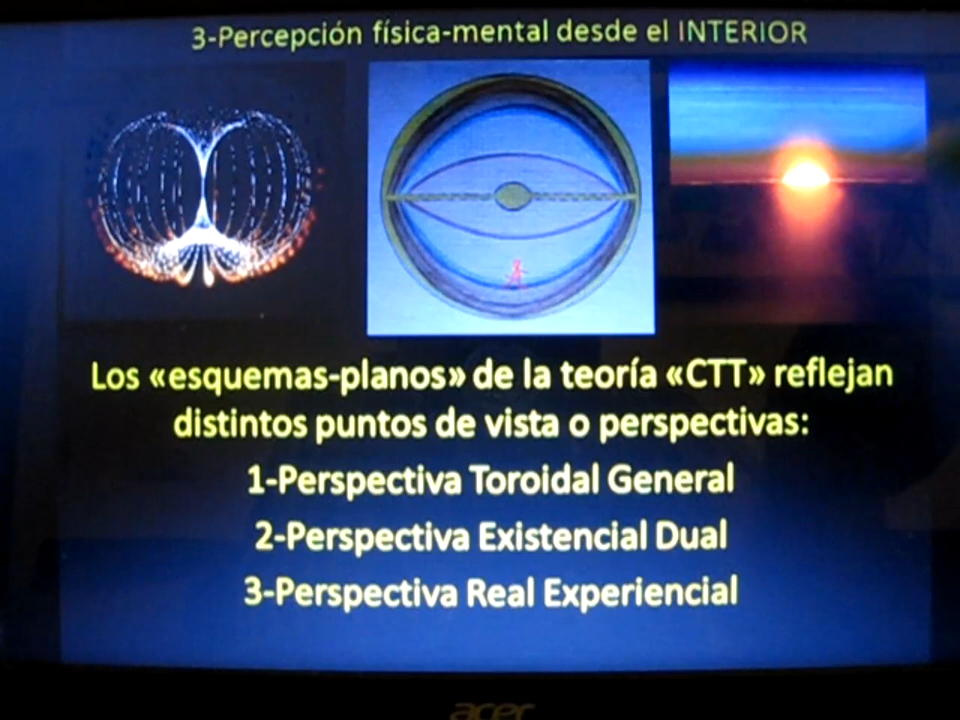 3-Percepción física-mental desde el INTERIOR
Los «esquemas-planos» de la teoría «CTT» reflejan
distintos puntos de vista o perspectivas:
1-Perspectiva Toroidal General
2-Perspectiva Existencial Dual
3-Perspectiva Real Experiencial
acer